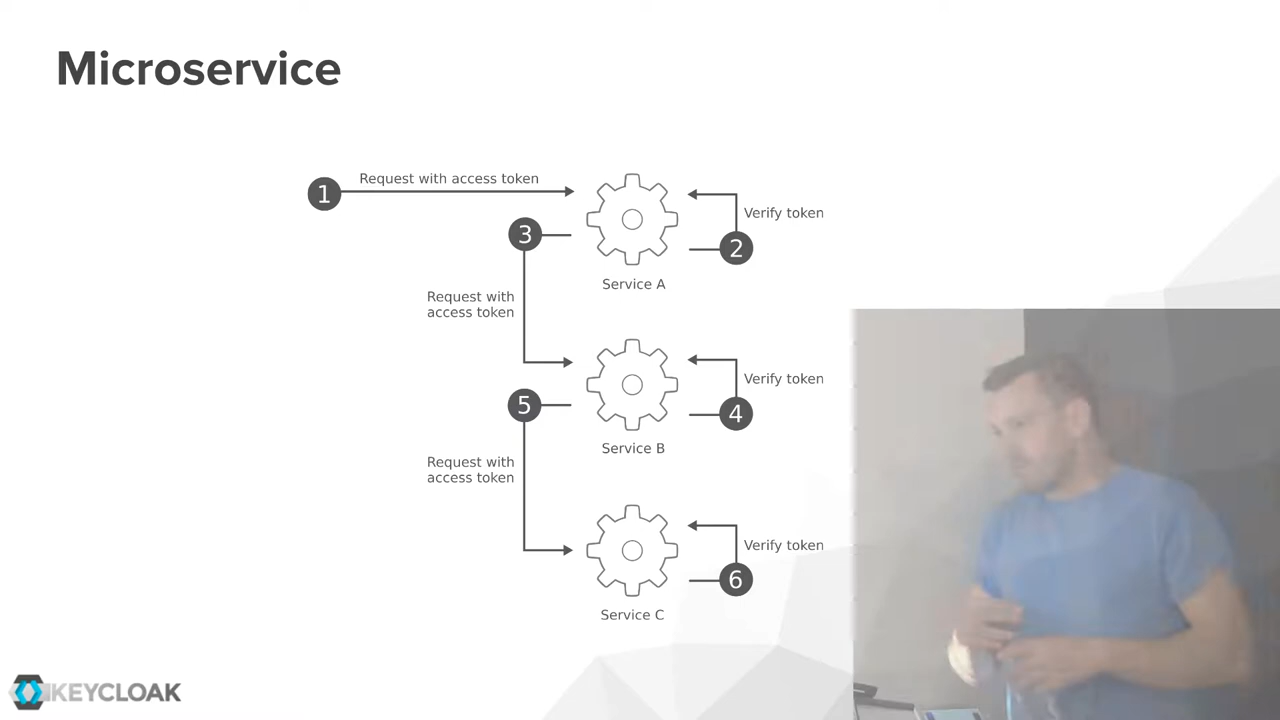 Microservice
1
Request with access token
Verify token
2
3
Service A
Request with
access token
Verify token
4
5
Service B
Request with
access token
Verify token
6
Service C
KEYCLOAK